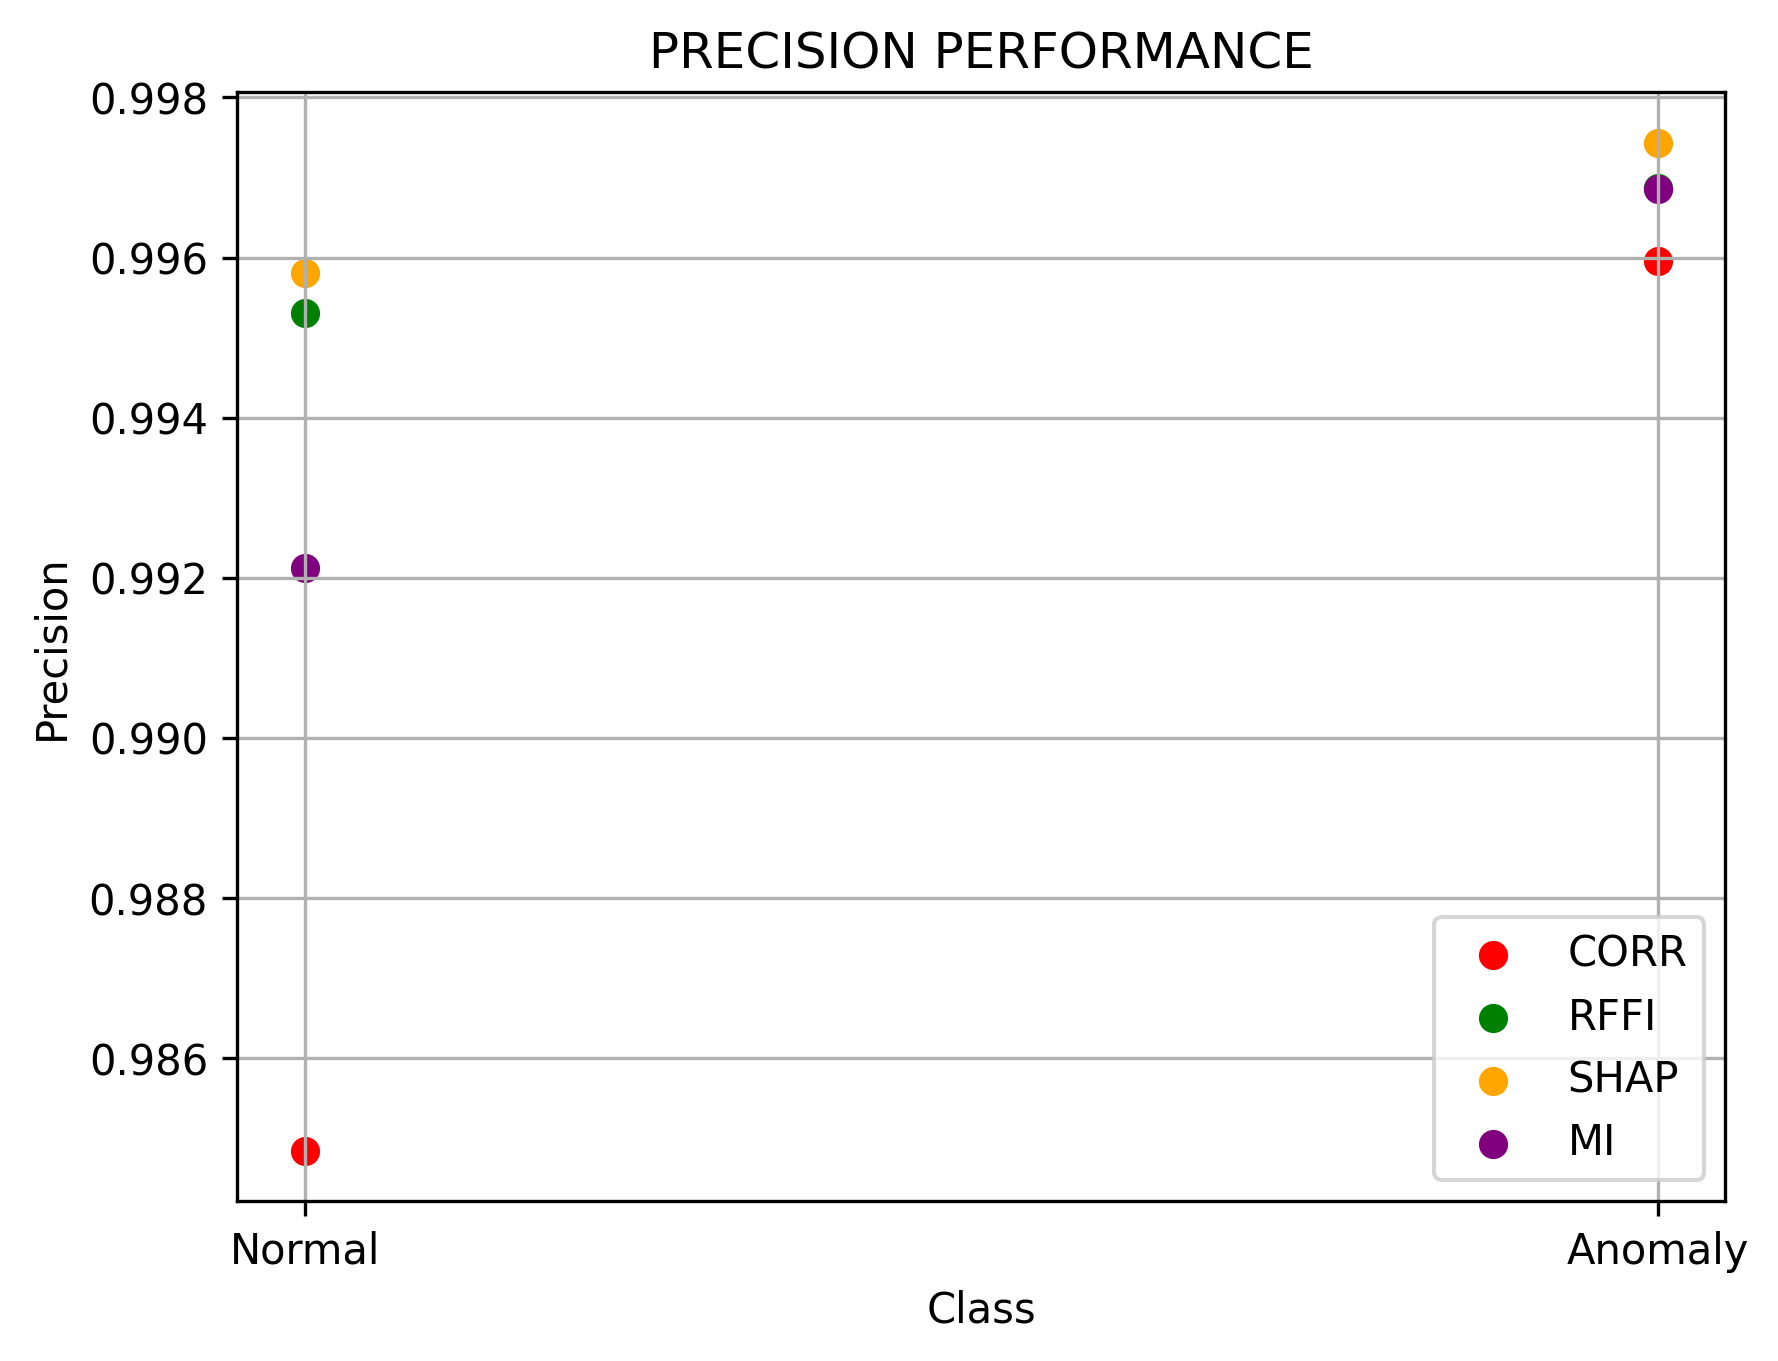 PRECISION PERFORMANCE
0.998
0.996
0.994
0.992
0.990
0.988
0.986
Precision
Normal
Anomaly
Class
CORR
RFFI
SHAP
MI